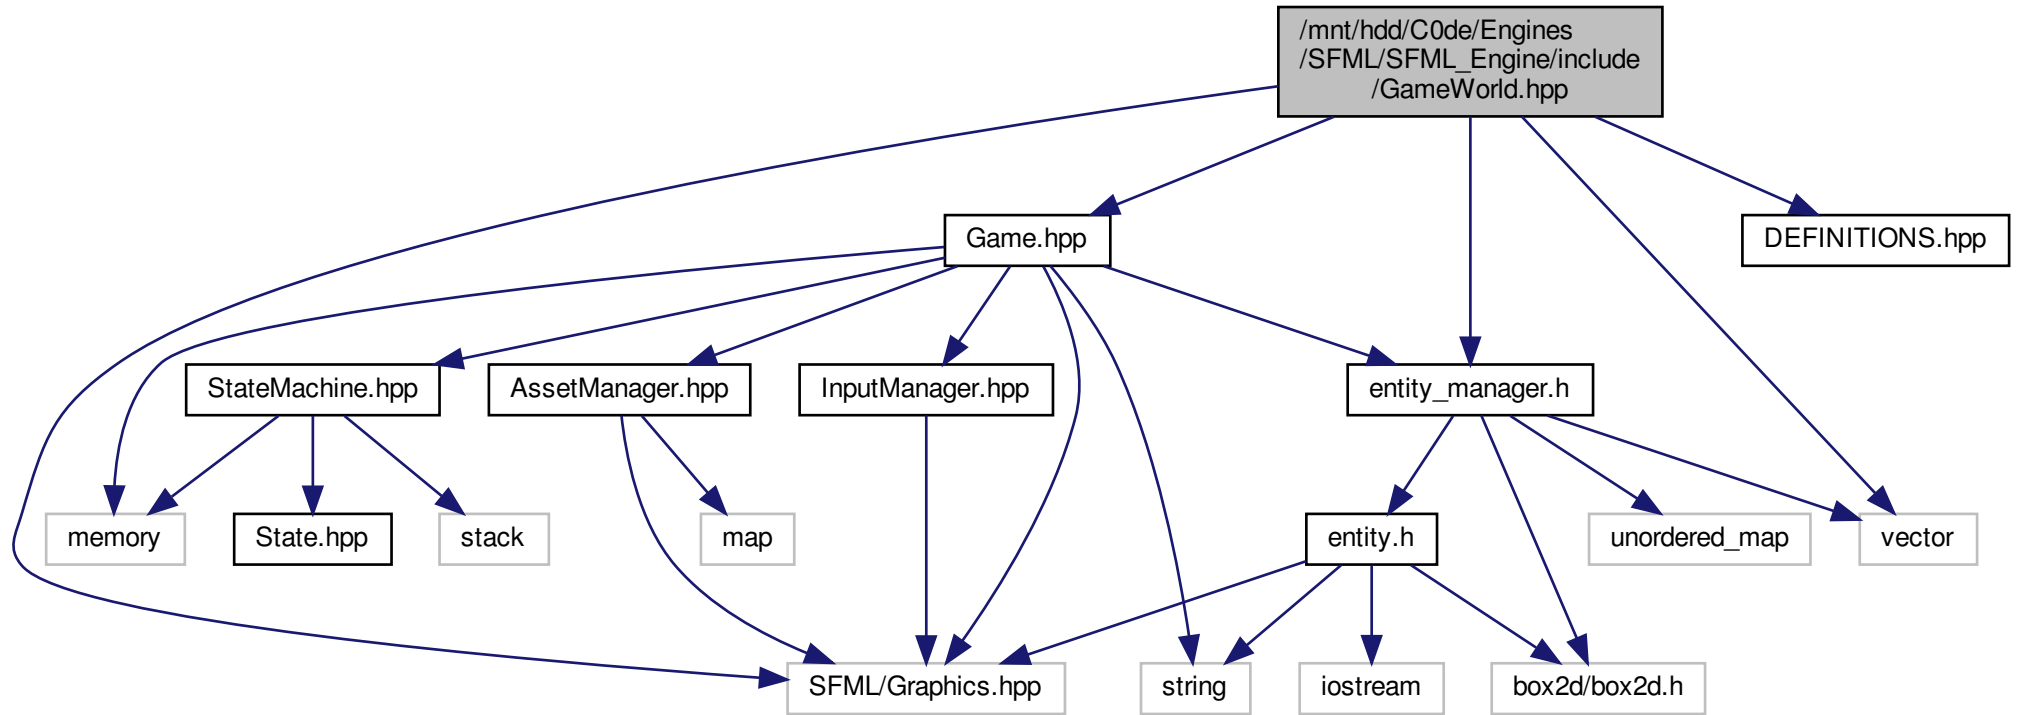 /mnt/hdd/C0de/Engines
/SFML/SFML_Engine/include
/GameWorld.hpp
Game.hpp
DEFINITIONS.hpp
StateMachine.hpp
AssetManager.hpp
InputManager.hpp
entity_manager.h
memory
State.hpp
stack
map
entity.h
unordered_map
vector
SFML/Graphics.hpp
string
iostream
box2d/box2d.h